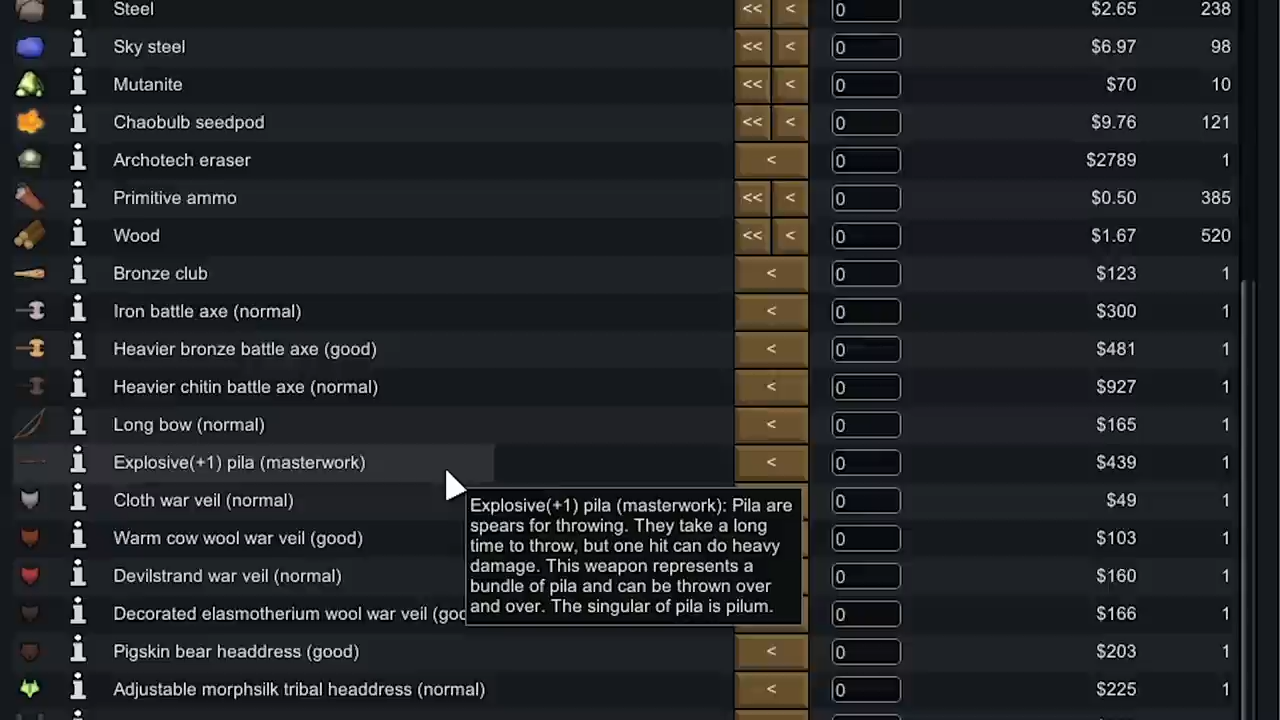 Steel << < 0 $2.65 238
Sky steel << < 0 $6.97 98
Mutanite << < 0 $70 10
Chaobulb seedpod << < 0 $9.76 121
Archotech eraser < 0 $2789 1
Primitive ammo << < 0 $0.50 385
Wood << < 0 $1.67 520
Bronze club < 0 $123 1
Iron battle axe (normal) < 0 $300 1
Heavier bronze battle axe (good) < 0 $481 1
Heavier chitin battle axe (normal) < 0 $927 1
Long bow (normal) < 0 $165 1
Explosive(+1) pila (masterwork) < 0 $439 1
Cloth war veil (normal) 0 $49 1
Warm cow wool war veil (good) 0 $103 1
Devilstrand war veil (normal) 0 $160 1
Decorated elasmotherium wool war veil (goo 0 $166 1
Pigskin bear headdress (good) < 0 $203 1
Adjustable morphsilk tribal headdress (normal) < 0 $225 1
Explosive(+1) pila (masterwork): Pila are
spears for throwing. They take a long
time to throw, but one hit can do heavy
damage. This weapon represents a
bundle of pila and can be thrown over
and over. The singular of pila is pilum.